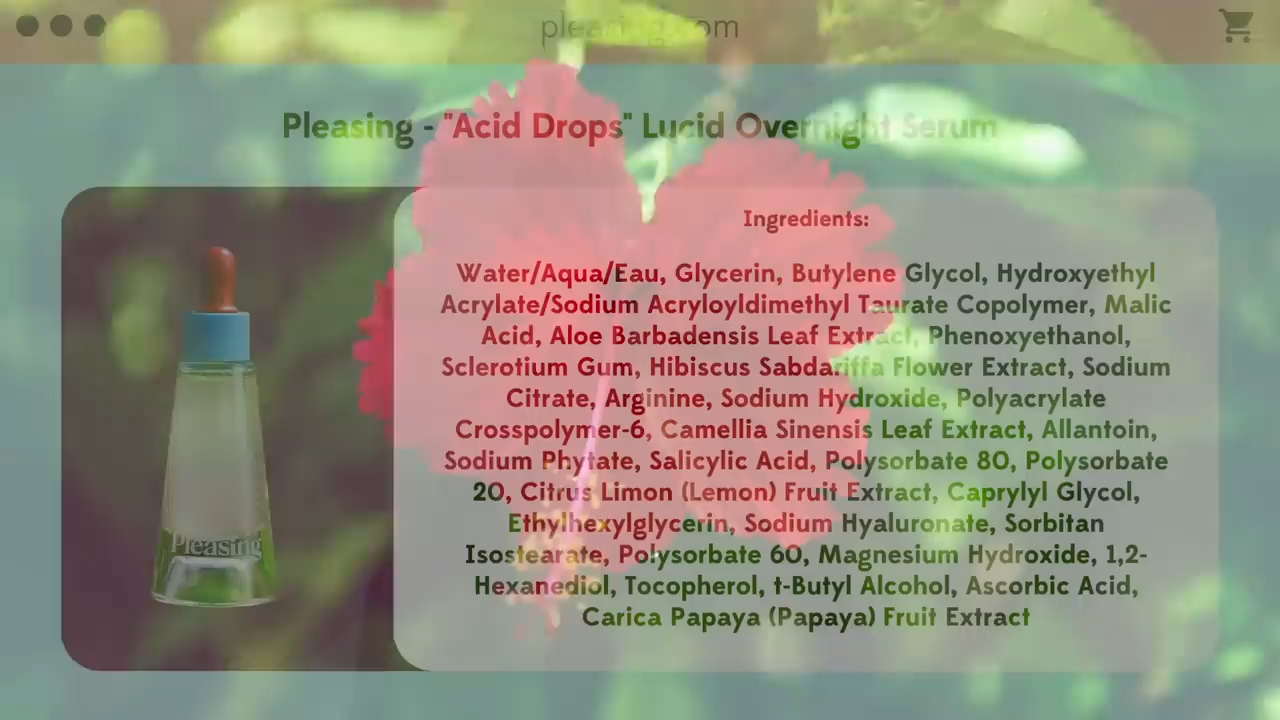 plearing.com
Pleasing - "Acid Drops" Lucid Overnight Serum
Ingredients:
Water/Aqua/Eau, Glycerin, Butylene Glycol, Hydroxyethyl
Acrylate/Sodium Acryloyldimethyl Taurate Copolymer, Malic
Acid, Aloe Barbadensis Leaf Extract, Phenoxyethanol,
Sclerotium Gum, Hibiscus Sabdariffa Flower Extract, Sodium
Citrate, Arginine, Sodium Hydroxide, Polyacrylate
Crosspolymer-6, Camellia Sinensis Leaf Extract, Allantoin,
Sodium Phytate, Salicylic Acid, Polysorbate 80, Polysorbate
20, Citrus Limon (Lemon) Fruit Extract, Caprylyl Glycol,
Ethylhexylglycerin, Sodium Hyaluronate, Sorbitan
Isostearate, Polysorbate 60, Magnesium Hydroxide, 1,2-
Hexanediol, Tocopherol, t-Butyl Alcohol, Ascorbic Acid,
Carica Papaya (Papaya) Fruit Extract
Pleasing